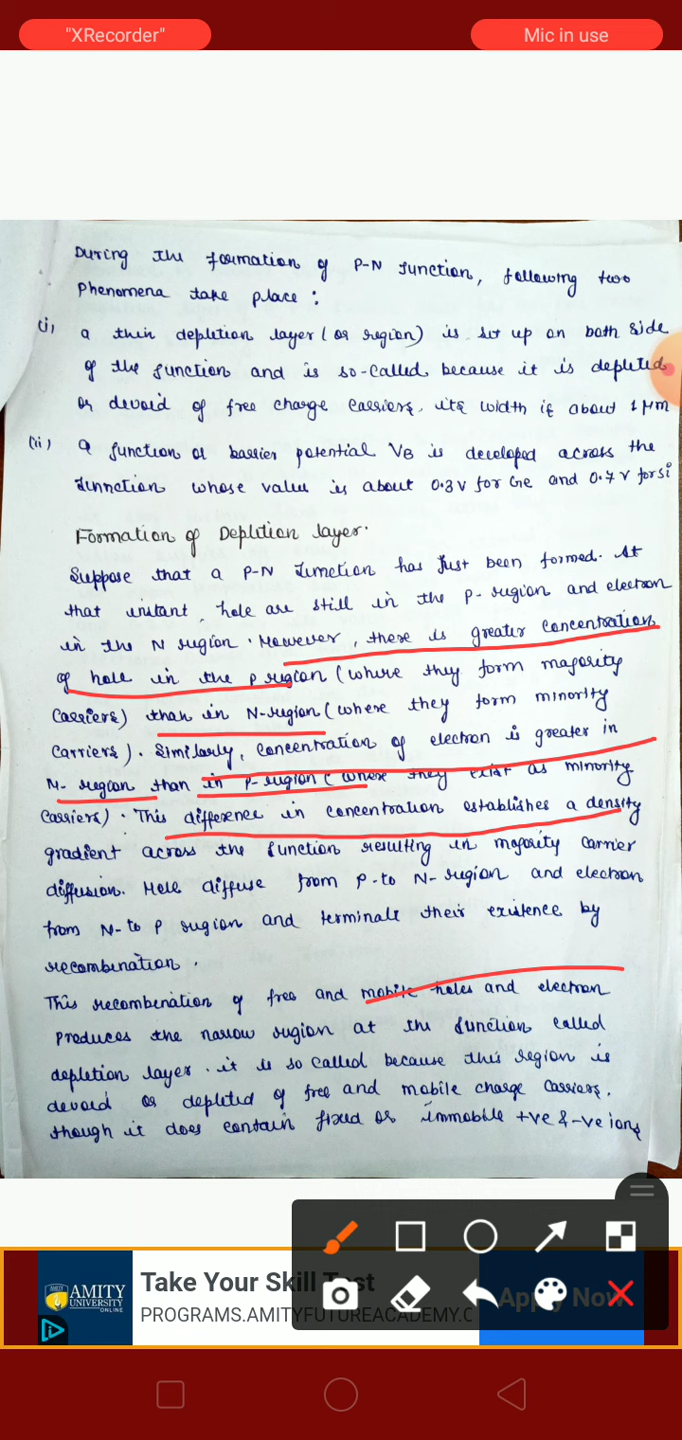 "XRecorder"
Mic in use
During the formation of P-N Junction, following two
Phenomena take place :
(i) a thin depletion layer (or region) is set up on both side
of the junction and is so-called because it is depleted
or devoid of free charge carriers. its width is about 1 μm
(ii) a junction or barrier potential VB is developed across the
Junction whose value is about 0.3 V for Ge and 0.7 V for Si
Formation of Depletion layer.
Suppose that a P-N Junction has just been formed. At
that instant, hole are still in the P-region and electron
in the N region. However, there is greater concentration
of hole in the p region (where they form majority
Carriers) than in N-region (where they form minority
Carriers). Similarly, concentration of electron is greater in
N-region than in P-region (where they exist as minority
Carriers). This difference in concentration establishes a density
gradient across the junction resulting in majority carrier
diffusion. Hole diffuse from P-to N-region and electron
from N-to P region and terminate their existence by
recombination.
This recombination of free and mobile holes and electron
Produces the narrow region at the junction called
depletion layer. it is so called because this region is
devoid or depleted of free and mobile charge carriers.
though it does contain fixed or immobile +ve & -ve ions
AMITY
UNIVERSITY
ONLINE
Take Your Skill Test
PROGRAMS.AMITYFUTUREACADEMY.C
Apply Now